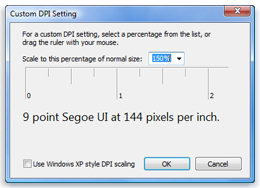 Custom DPI Setting
For a custom DPI setting, select a percentage from the list, or
drag the ruler with your mouse.
Scale to this percentage of normal size: 150%
0 1 2
9 point Segoe UI at 144 pixels per inch.
Use Windows XP style DPI scaling OK Cancel